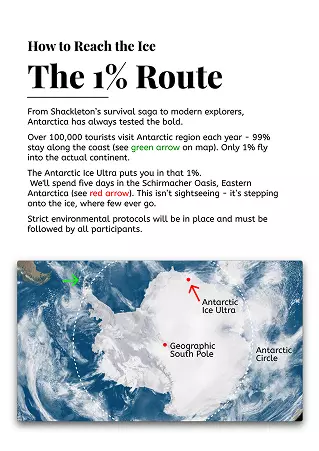 How to Reach the Ice
The 1% Route
From Shackleton's survival saga to modern explorers,
Antarctica has always tested the bold.
Over 100,000 tourists visit Antarctic region each year - 99%
stay along the coast (see green arrow on map). Only 1% fly
into the actual continent.
The Antarctic Ice Ultra puts you in that 1%.
We'll spend five days in the Schirmacher Oasis, Eastern
Antarctica (see red arrow). This isn't sightseeing - it's stepping
onto the ice, where few ever go.
Strict environmental protocols will be in place and must be
followed by all participants.
Antarctic
Ice Ultra
Geographic
South Pole
Antarctic
Circle